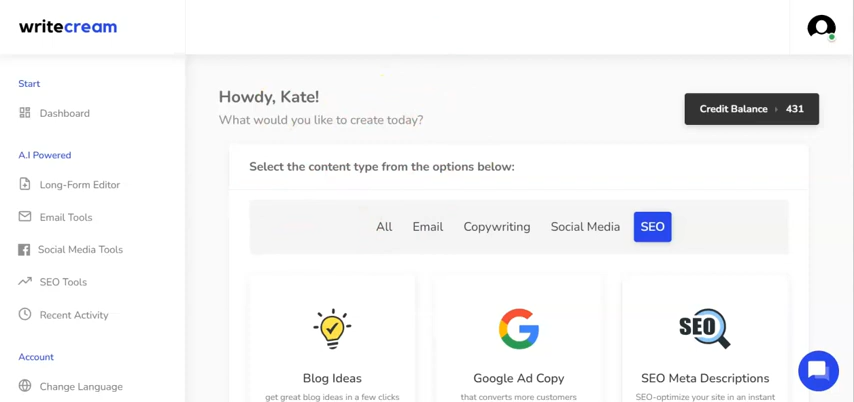 writecream
Start
Dashboard
A.I Powered
Long-Form Editor
Email Tools
Social Media Tools
SEO Tools
Recent Activity
Account
Change Language
Howdy, Kate!
What would you like to create today?
Credit Balance › 431
Select the content type from the options below:
All Email Copywriting Social Media SEO
Blog Ideas
get great blog ideas in a few clicks
Google Ad Copy
that converts more customers
SEO
SEO Meta Descriptions
SEO-optimize your site in an instant